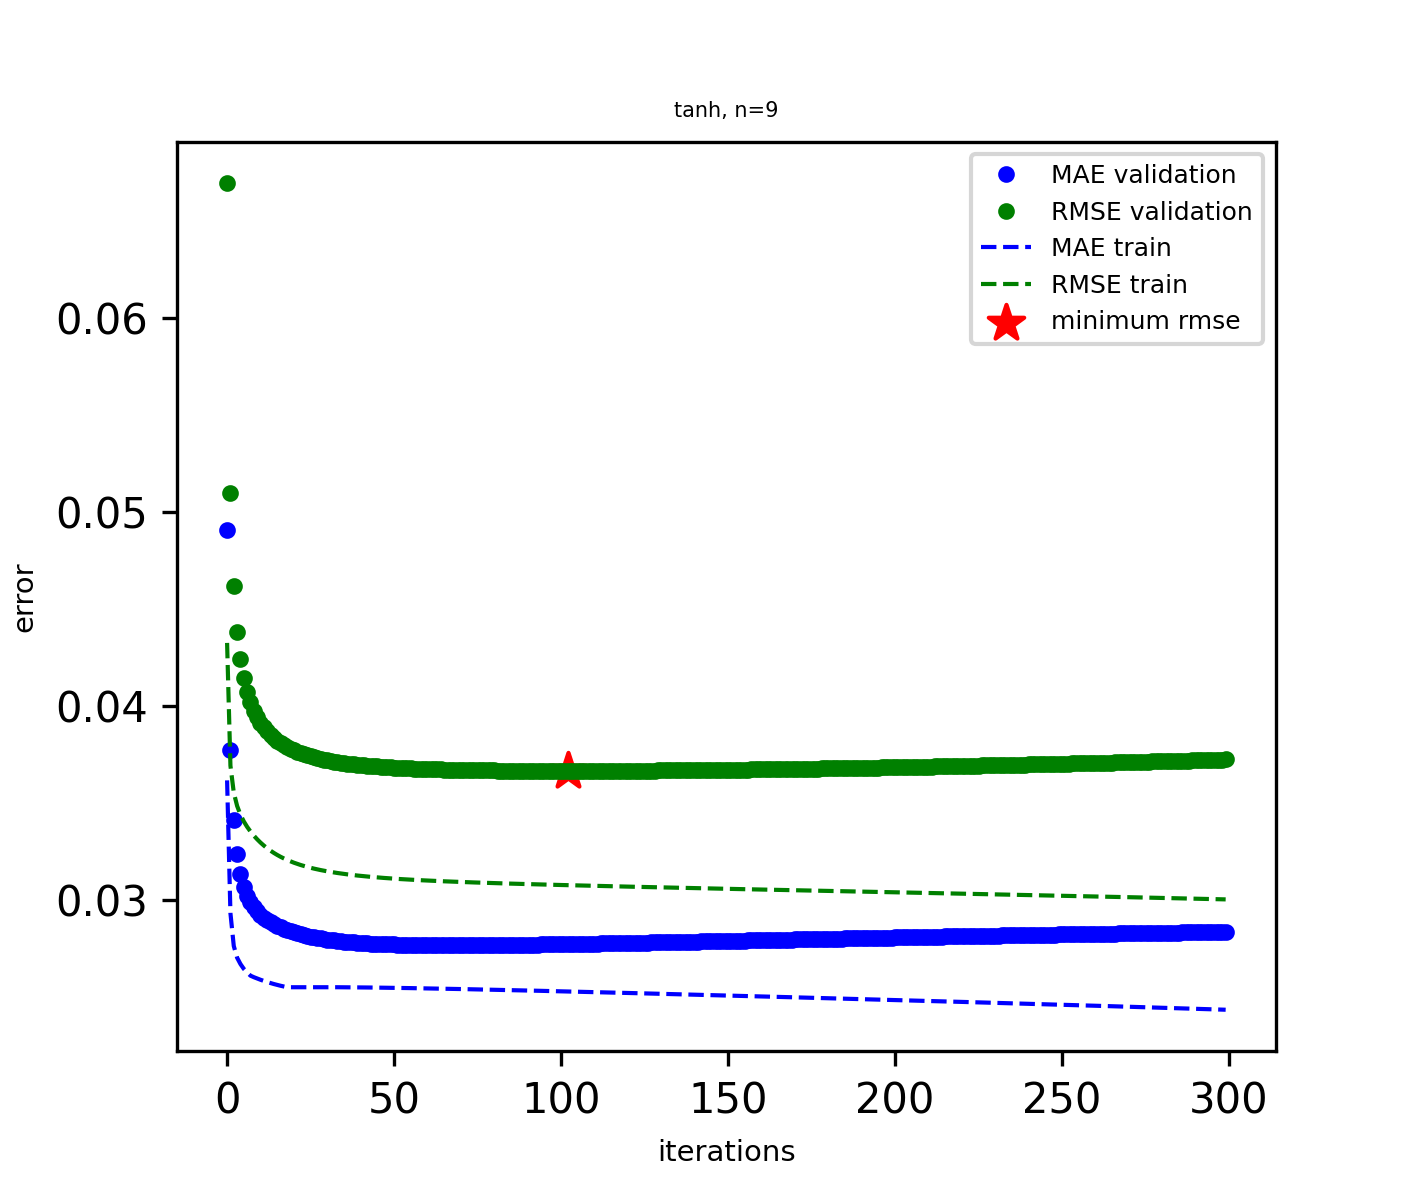 tanh, n=9
MAE validation
RMSE validation
MAE train
RMSE train
minimum rmse
0.06
0.05
0.04
0.03
error
0 50 100 150 200 250 300
iterations